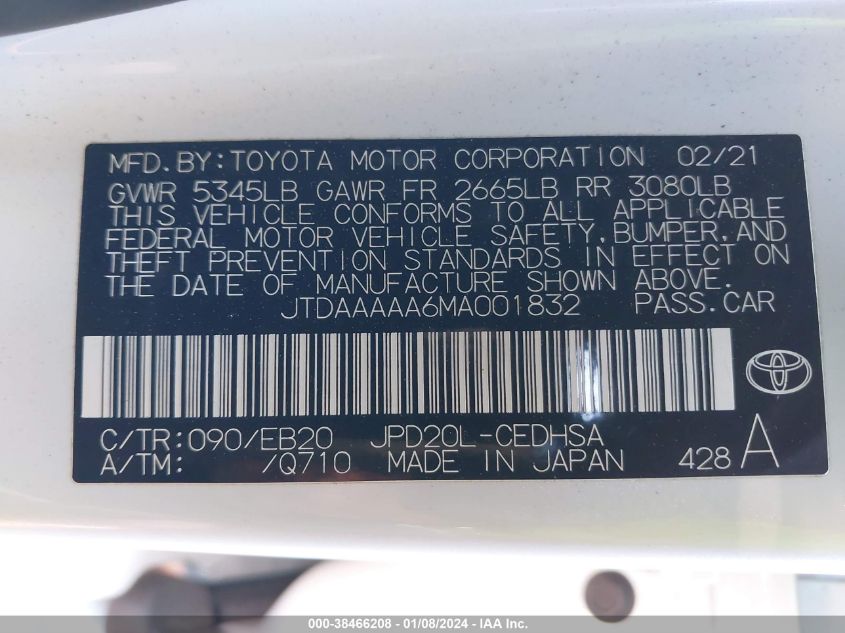 MFD.BY:TOYOTA MOTOR CORPORATION 02/21
GVWR 5345LB GAWR FR 2665LB RR 3080LB
THIS VEHICLE CONFORMS TO ALL APPLICABLE
FEDERAL MOTOR VEHICLE SAFETY,BUMPER,AND
THEFT PREVENTION STANDARDS IN EFFECT ON
THE DATE OF MANUFACTURE SHOWN ABOVE.
JTDAAAAA6MA001832 PASS.CAR
C/TR:090/EB20 JPD20L-CEDHSA
A/TM: /Q710 MADE IN JAPAN 428 A
000-38466208 - 01/08/2024 - IAA Inc.